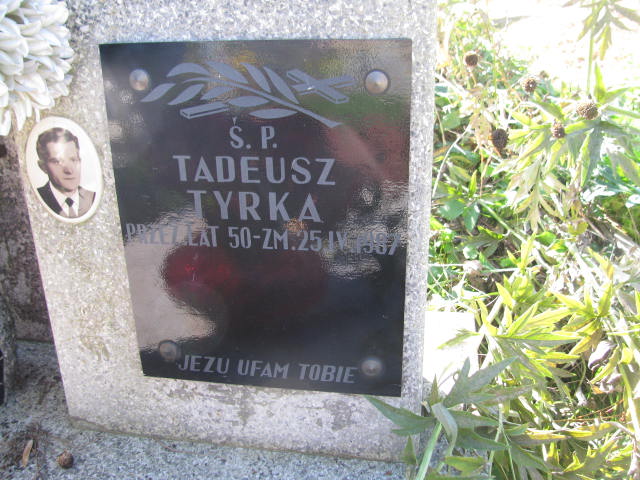 Ś. P.
TADEUSZ
TYRKA
PRZEŻ. LAT 50 - ZM. 25 IV. 1987
JEZU UFAM TOBIE